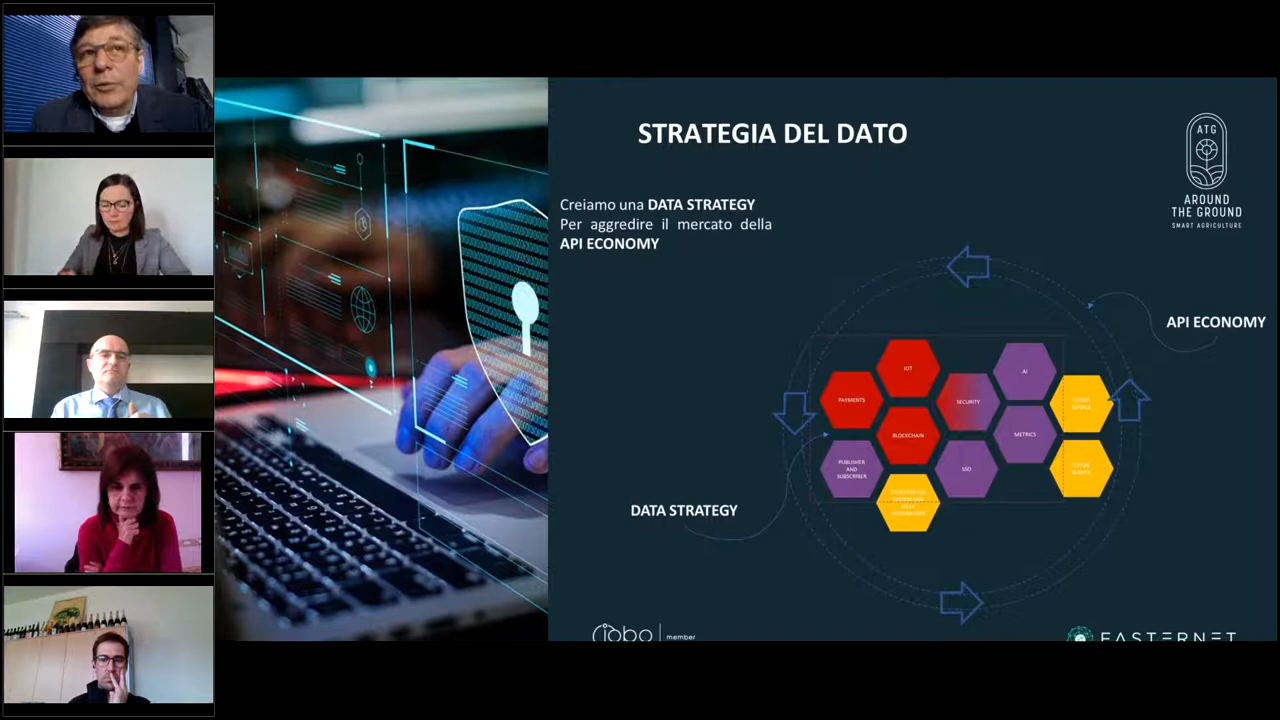 STRATEGIA DEL DATO
ATG
AROUND
THE GROUND
SMART AGRICULTURE
Creiamo una DATA STRATEGY
Per aggredire il mercato della
API ECONOMY
API ECONOMY
IOT
AI
PAYMENTS
SECURITY
BLOCKCHAIN
METRICS
PUBLISHER
AND
SUBSCRIBER
SSO
DATA STRATEGY
member
EASTERNET